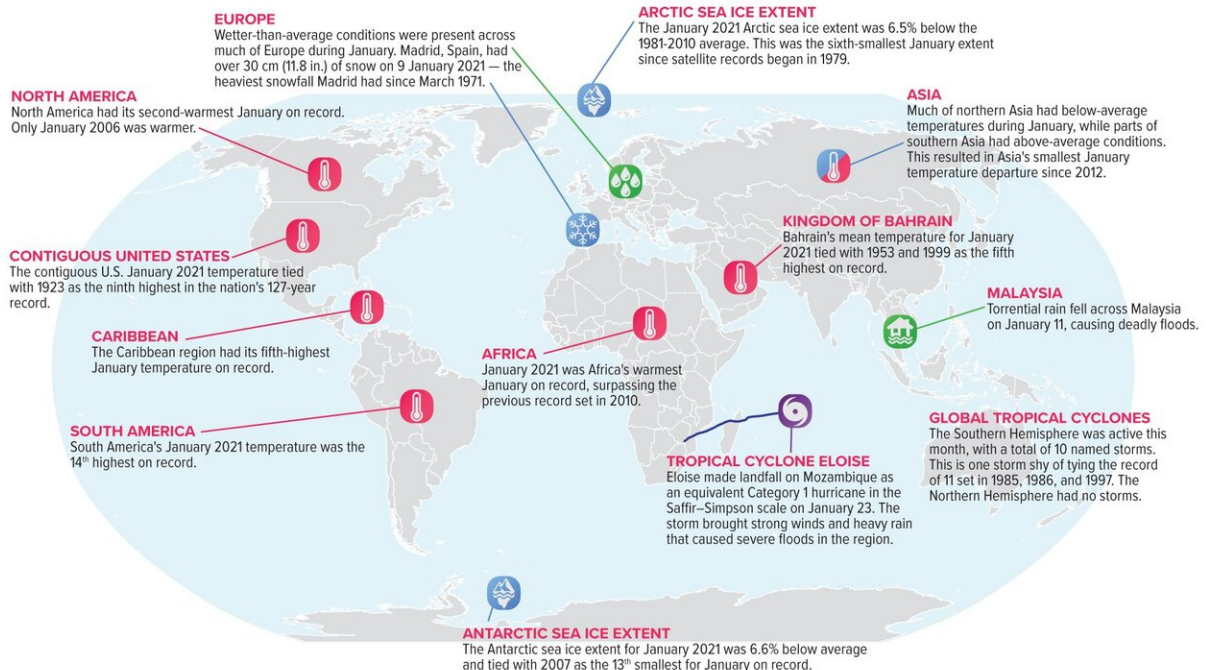 EUROPE
Wetter-than-average conditions were present across
much of Europe during January. Madrid, Spain, had
over 30 cm (11.8 in.) of snow on 9 January 2021 — the
heaviest snowfall Madrid had since March 1971.
ARCTIC SEA ICE EXTENT
The January 2021 Arctic sea ice extent was 6.5% below the
1981-2010 average. This was the sixth-smallest January extent
since satellite records began in 1979.
NORTH AMERICA
North America had its second-warmest January on record.
Only January 2006 was warmer.
ASIA
Much of northern Asia had below-average
temperatures during January, while parts of
southern Asia had above-average conditions.
This resulted in Asia's smallest January
temperature departure since 2012.
CONTIGUOUS UNITED STATES
The contiguous U.S. January 2021 temperature tied
with 1923 as the ninth highest in the nation's 127-year
record.
KINGDOM OF BAHRAIN
Bahrain's mean temperature for January
2021 tied with 1953 and 1999 as the fifth
highest on record.
MALAYSIA
Torrential rain fell across Malaysia
on January 11, causing deadly floods.
CARIBBEAN
The Caribbean region had its fifth-highest
January temperature on record.
AFRICA
January 2021 was Africa's warmest
January on record, surpassing the
previous record set in 2010.
SOUTH AMERICA
South America's January 2021 temperature was the
14th highest on record.
TROPICAL CYCLONE ELOISE
Eloise made landfall on Mozambique as
an equivalent Category 1 hurricane in the
Saffir–Simpson scale on January 23. The
storm brought strong winds and heavy rain
that caused severe floods in the region.
GLOBAL TROPICAL CYCLONES
The Southern Hemisphere was active this
month, with a total of 10 named storms.
This is one storm shy of tying the record
of 11 set in 1985, 1986, and 1997. The
Northern Hemisphere had no storms.
ANTARCTIC SEA ICE EXTENT
The Antarctic sea ice extent for January 2021 was 6.6% below average
and tied with 2007 as the 13th smallest for January on record.